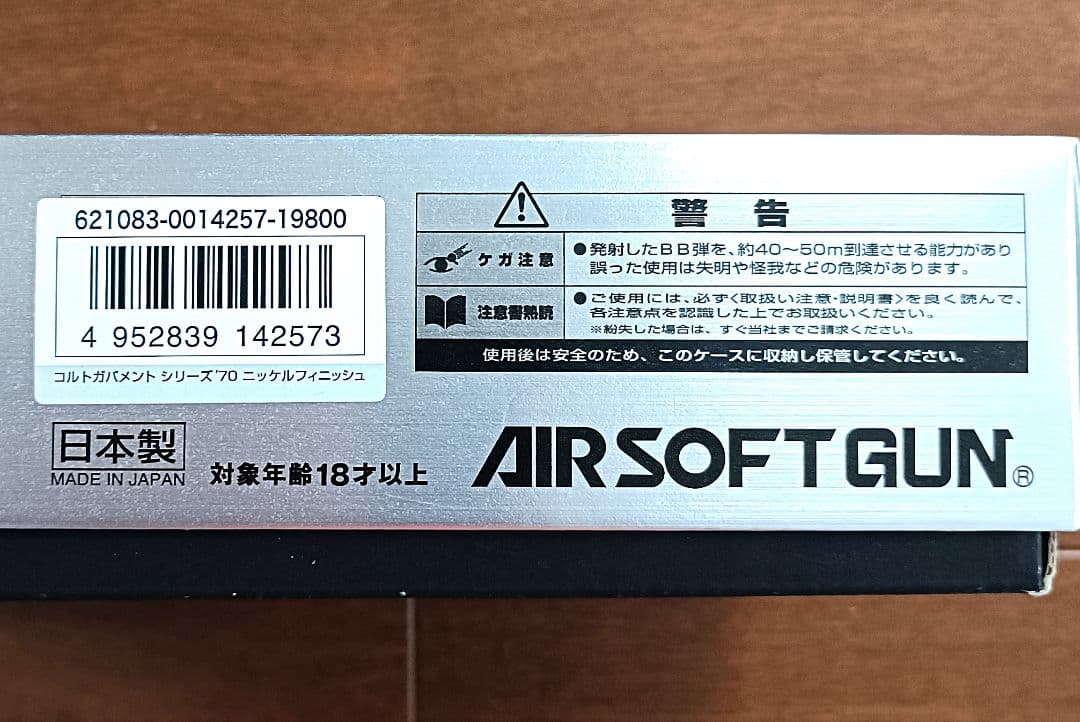 621083-0014257-19800
4 952839 142573
コルトガバメント シリーズ'70 ニッケルフィニッシュ
日本製
MADE IN JAPAN
対象年齢18才以上
警告
ケガ注意
●発射したBB弾を、約40〜50m到達させる能力があり
誤った使用は失明や怪我などの危険があります。
注意書熟読
●ご使用には、必ず〈取扱い注意・説明書〉を良く読んで、
各注意点を認識した上でお取扱いください。
※紛失した場合は、すぐ当社までご請求ください。
使用後は安全のため、このケースに収納し保管してください。
AIRSOFTGUN®